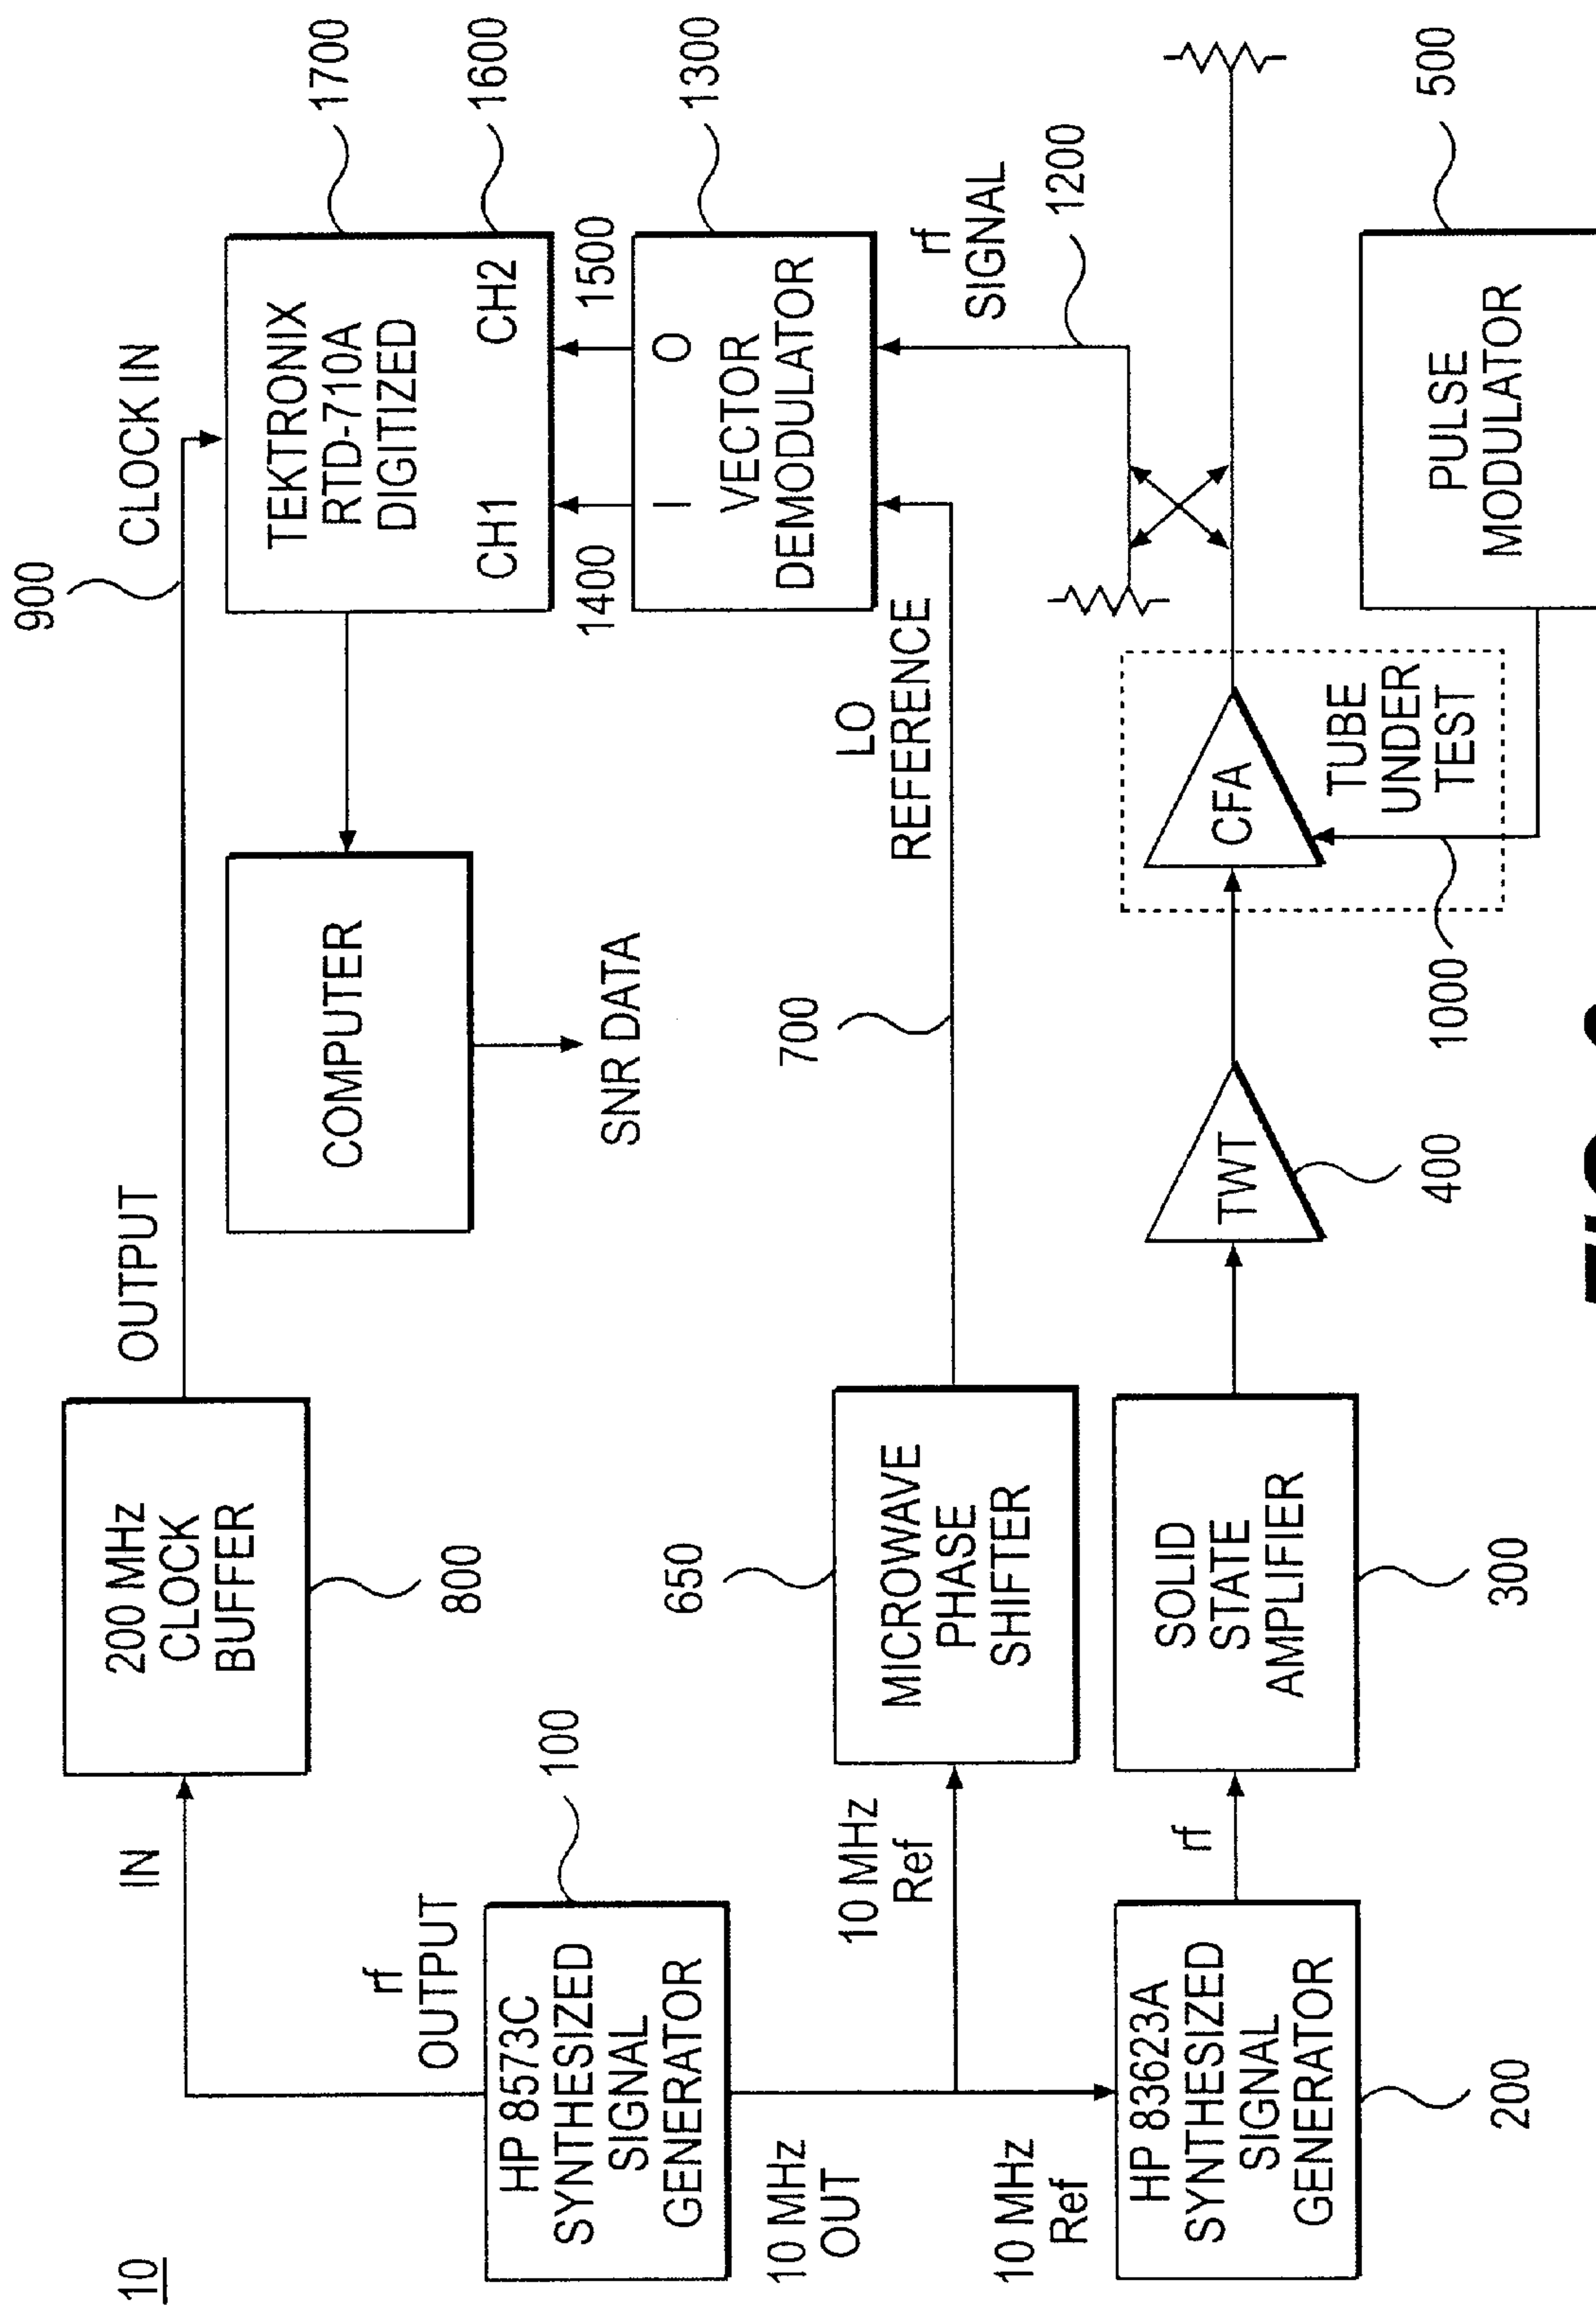 10
IN
200 MHz
CLOCK
BUFFER
800
OUTPUT
900
CLOCK IN
rf
OUTPUT
HP 8573C
SYNTHESIZED
SIGNAL
GENERATOR
100
10 MHz
OUT
COMPUTER
SNR DATA
TEKTRONIX
RTD-710A
DIGITIZED
CH1
CH2
1700
1600
1400
1500
I
O
VECTOR
DEMODULATOR
1300
10 MHz
Ref
650
MICROWAVE
PHASE
SHIFTER
700
LO
REFERENCE
rf
SIGNAL
1200
10 MHz
Ref
HP 83623A
SYNTHESIZED
SIGNAL
GENERATOR
200
rf
SOLID
STATE
AMPLIFIER
300
TWT
400
CFA
TUBE
UNDER
TEST
1000
PULSE
MODULATOR
500